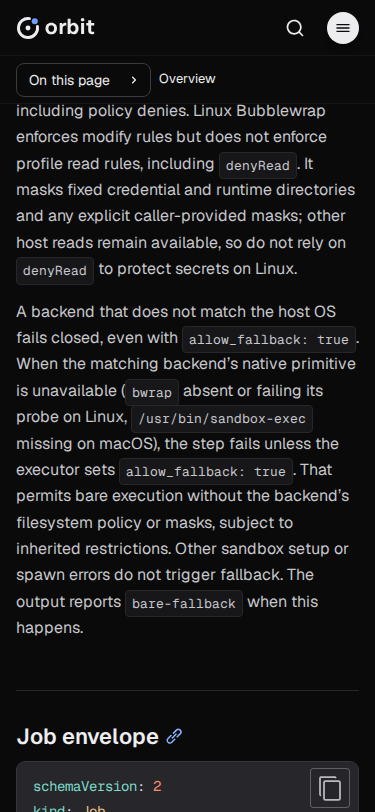 orbit
On this page
Overview
including policy denies. Linux Bubblewrap
enforces modify rules but does not enforce
profile read rules, including denyRead. It
masks fixed credential and runtime directories
and any explicit caller-provided masks; other
host reads remain available, so do not rely on
denyRead to protect secrets on Linux.
A backend that does not match the host OS
fails closed, even with allow_fallback: true.
When the matching backend’s native primitive
is unavailable (bwrap absent or failing its
probe on Linux, /usr/bin/sandbox-exec
missing on macOS), the step fails unless the
executor sets allow_fallback: true. That
permits bare execution without the backend’s
filesystem policy or masks, subject to
inherited restrictions. Other sandbox setup or
spawn errors do not trigger fallback. The
output reports bare-fallback when this
happens.
Job envelope
schemaVersion: 2
kind: Job